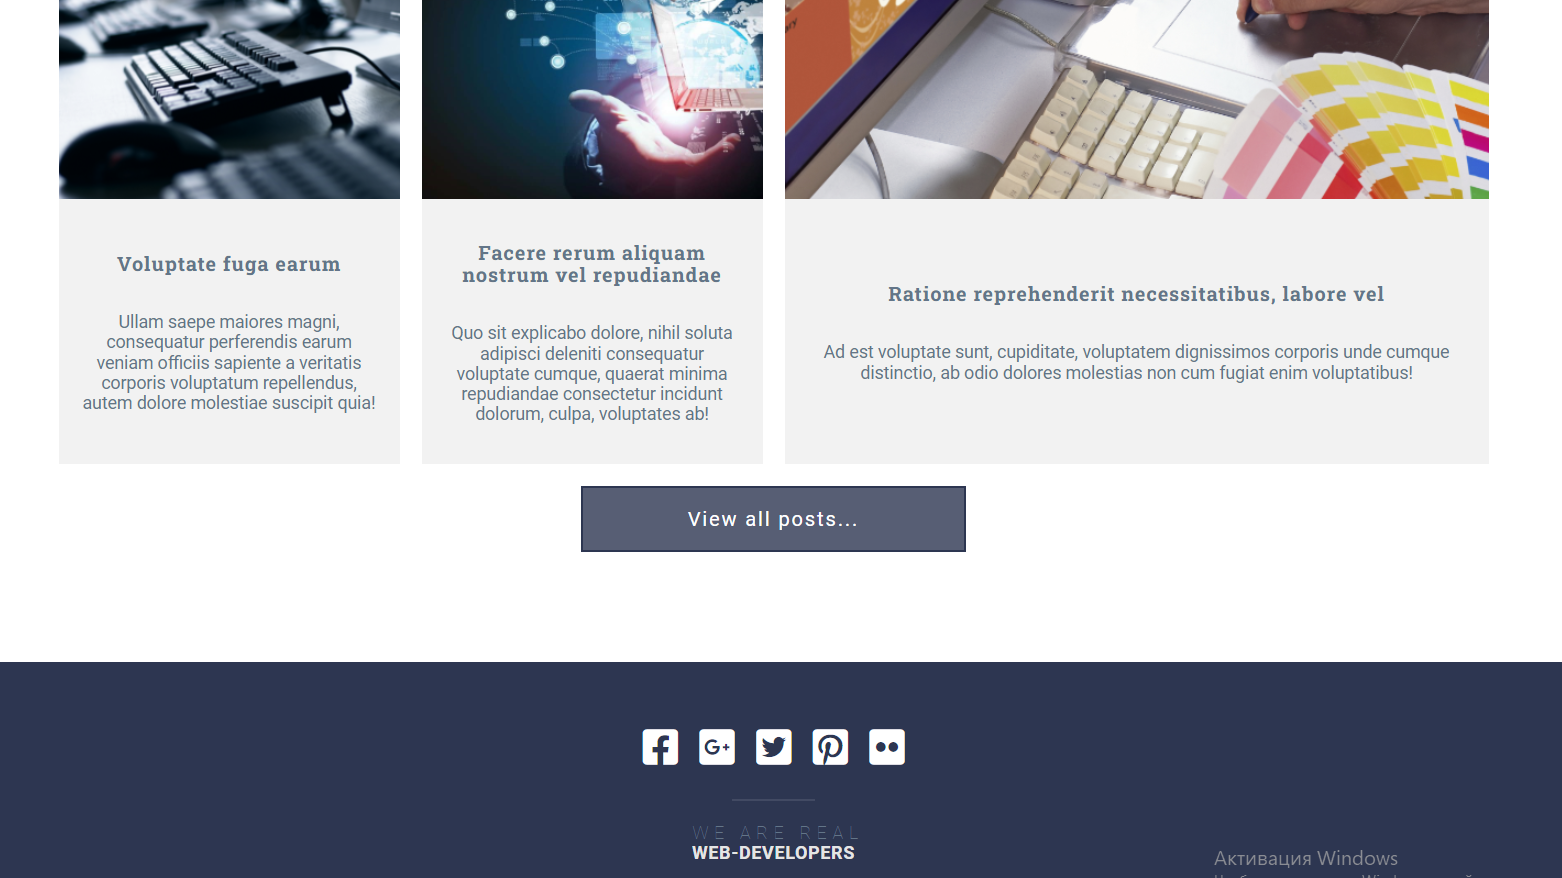 Voluptate fuga earum
Ullam saepe maiores magni,
consequatur perferendis earum
veniam officiis sapiente a veritatis
corporis voluptatum repellendus,
autem dolore molestiae suscipit quia!
Facere rerum aliquam
nostrum vel repudiandae
Quo sit explicabo dolore, nihil soluta
adipisci deleniti consequatur
voluptate cumque, quaerat minima
repudiandae consectetur incidunt
dolorum, culpa, voluptates ab!
Ratione reprehenderit necessitatibus, labore vel
Ad est voluptate sunt, cupiditate, voluptatem dignissimos corporis unde cumque
distinctio, ab odio dolores molestias non cum fugiat enim voluptatibus!
View all posts...
WE ARE REAL
WEB-DEVELOPERS
Активация Windows